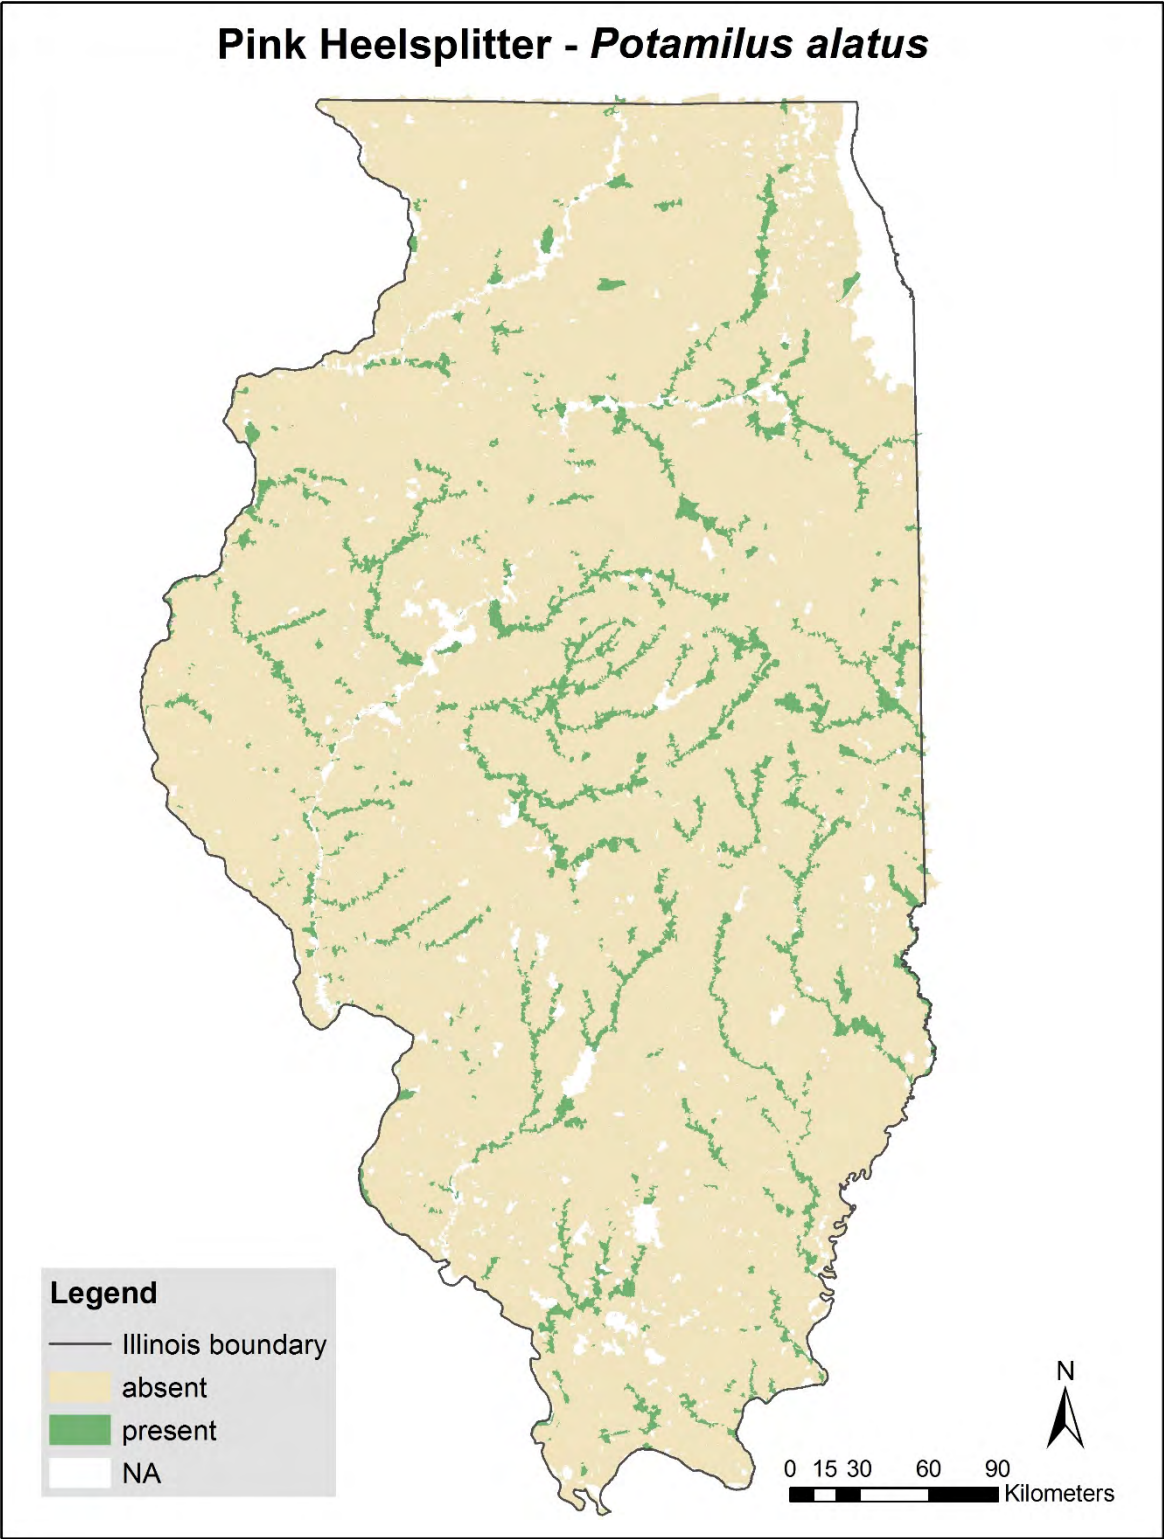 Pink Heelsplitter - Potamilus alatus
Legend
Illinois boundary
absent
present
NA
N
0 15 30 60 90
Kilometers